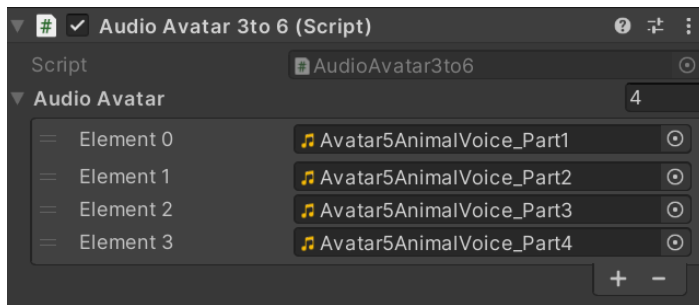 # Audio Avatar 3to 6 (Script)
Script # AudioAvatar3to6
Audio Avatar 4
Element 0 Avatar5AnimalVoice_Part1
Element 1 Avatar5AnimalVoice_Part2
Element 2 Avatar5AnimalVoice_Part3
Element 3 Avatar5AnimalVoice_Part4
+ −